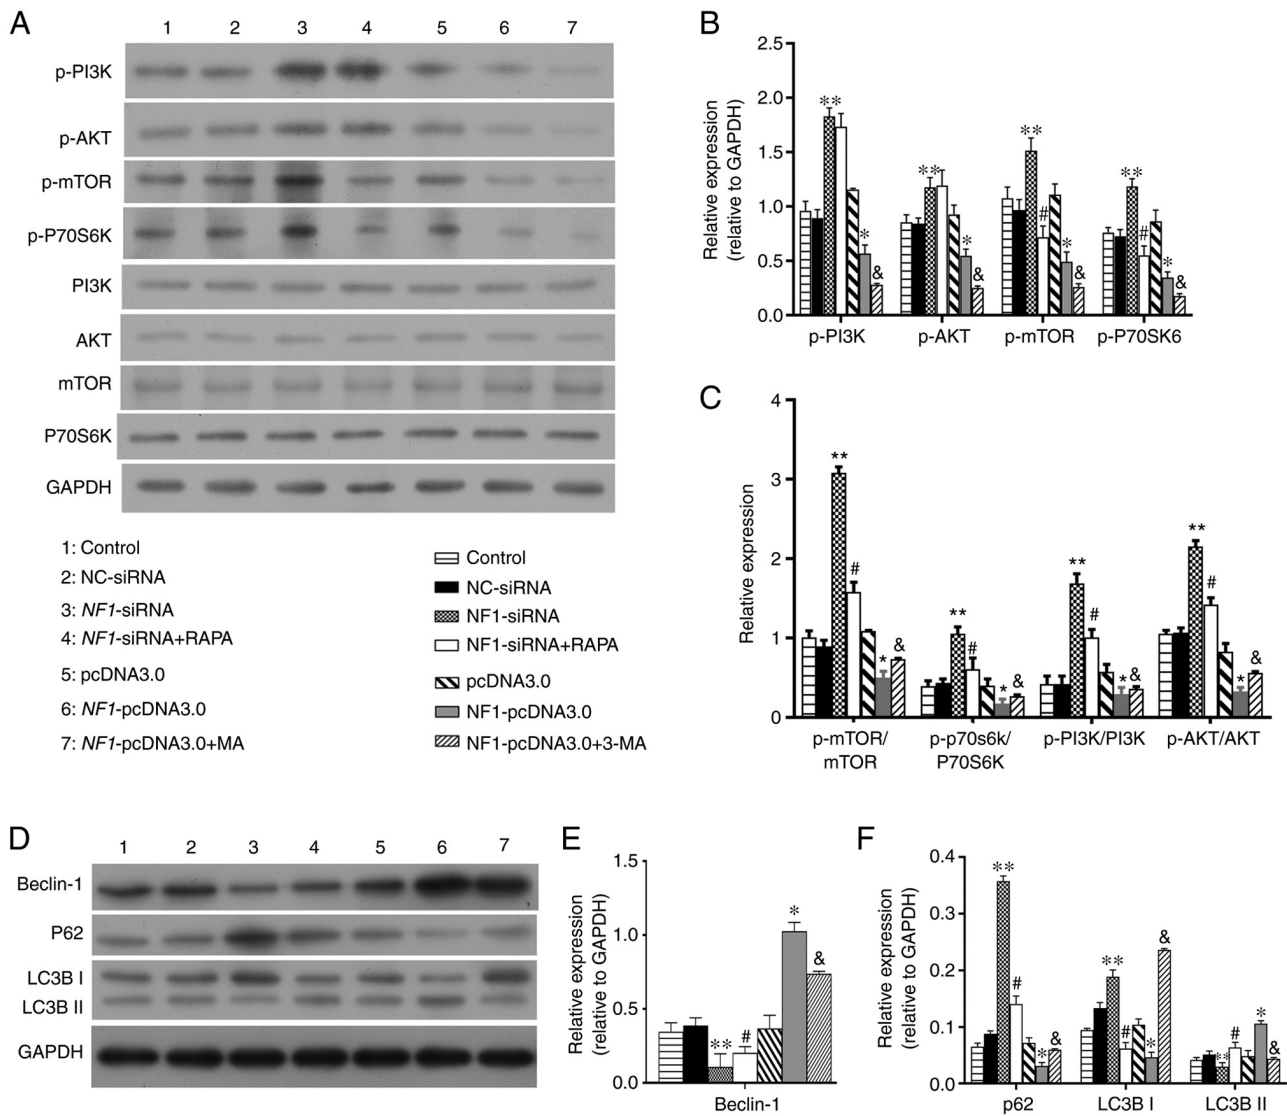 A
1 2 3 4 5 6 7
p-PI3K
p-AKT
p-mTOR
p-P70S6K
PI3K
AKT
mTOR
P70S6K
GAPDH
1: Control
2: NC-siRNA
3: NF1-siRNA
4: NF1-siRNA+RAPA
5: pcDNA3.0
6: NF1-pcDNA3.0
7: NF1-pcDNA3.0+MA
Control
NC-siRNA
NF1-siRNA
NF1-siRNA+RAPA
pcDNA3.0
NF1-pcDNA3.0
NF1-pcDNA3.0+3-MA
B
Relative expression
(relative to GAPDH)
2.5
2.0
1.5
1.0
0.5
0.0
** * &
** * &
** # * &
** # * &
p-PI3K p-AKT p-mTOR p-P70SK6
C
Relative expression
4
3
2
1
0
** # * &
** # * &
** # * &
** # * &
p-mTOR/ p-p70s6k/ p-PI3K/PI3K p-AKT/AKT
mTOR P70S6K
D
1 2 3 4 5 6 7
Beclin-1
P62
LC3B I
LC3B II
GAPDH
E
Relative expression
(relative to GAPDH)
1.5
1.0
0.5
0.0
** # * &
Beclin-1
F
Relative expression
(relative to GAPDH)
0.4
0.3
0.2
0.1
0.0
** # * &
** # * &
** # * &
p62 LC3B I LC3B II